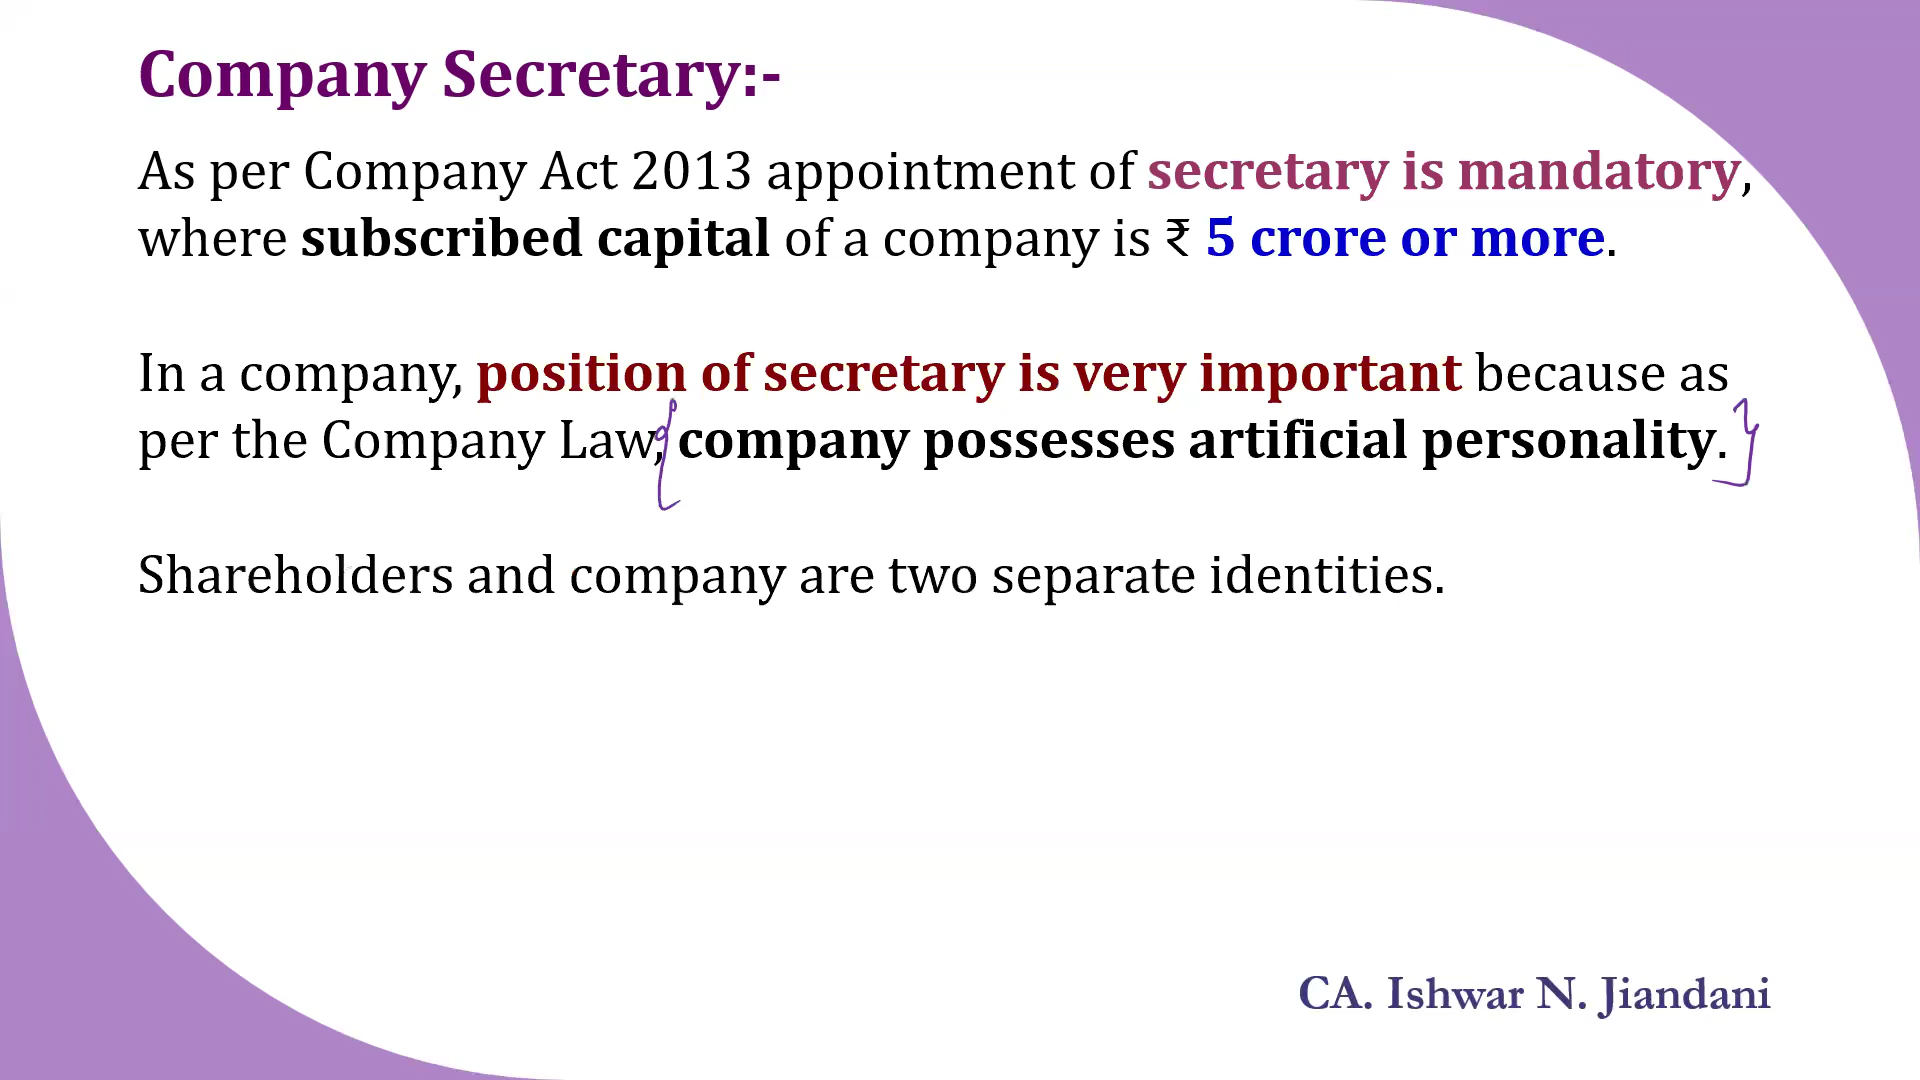 Company Secretary:-
As per Company Act 2013 appointment of secretary is mandatory,
where subscribed capital of a company is ₹ 5 crore or more.
In a company, position of secretary is very important because as
per the Company Law, company possesses artificial personality.
Shareholders and company are two separate identities.
CA. Ishwar N. Jiandani